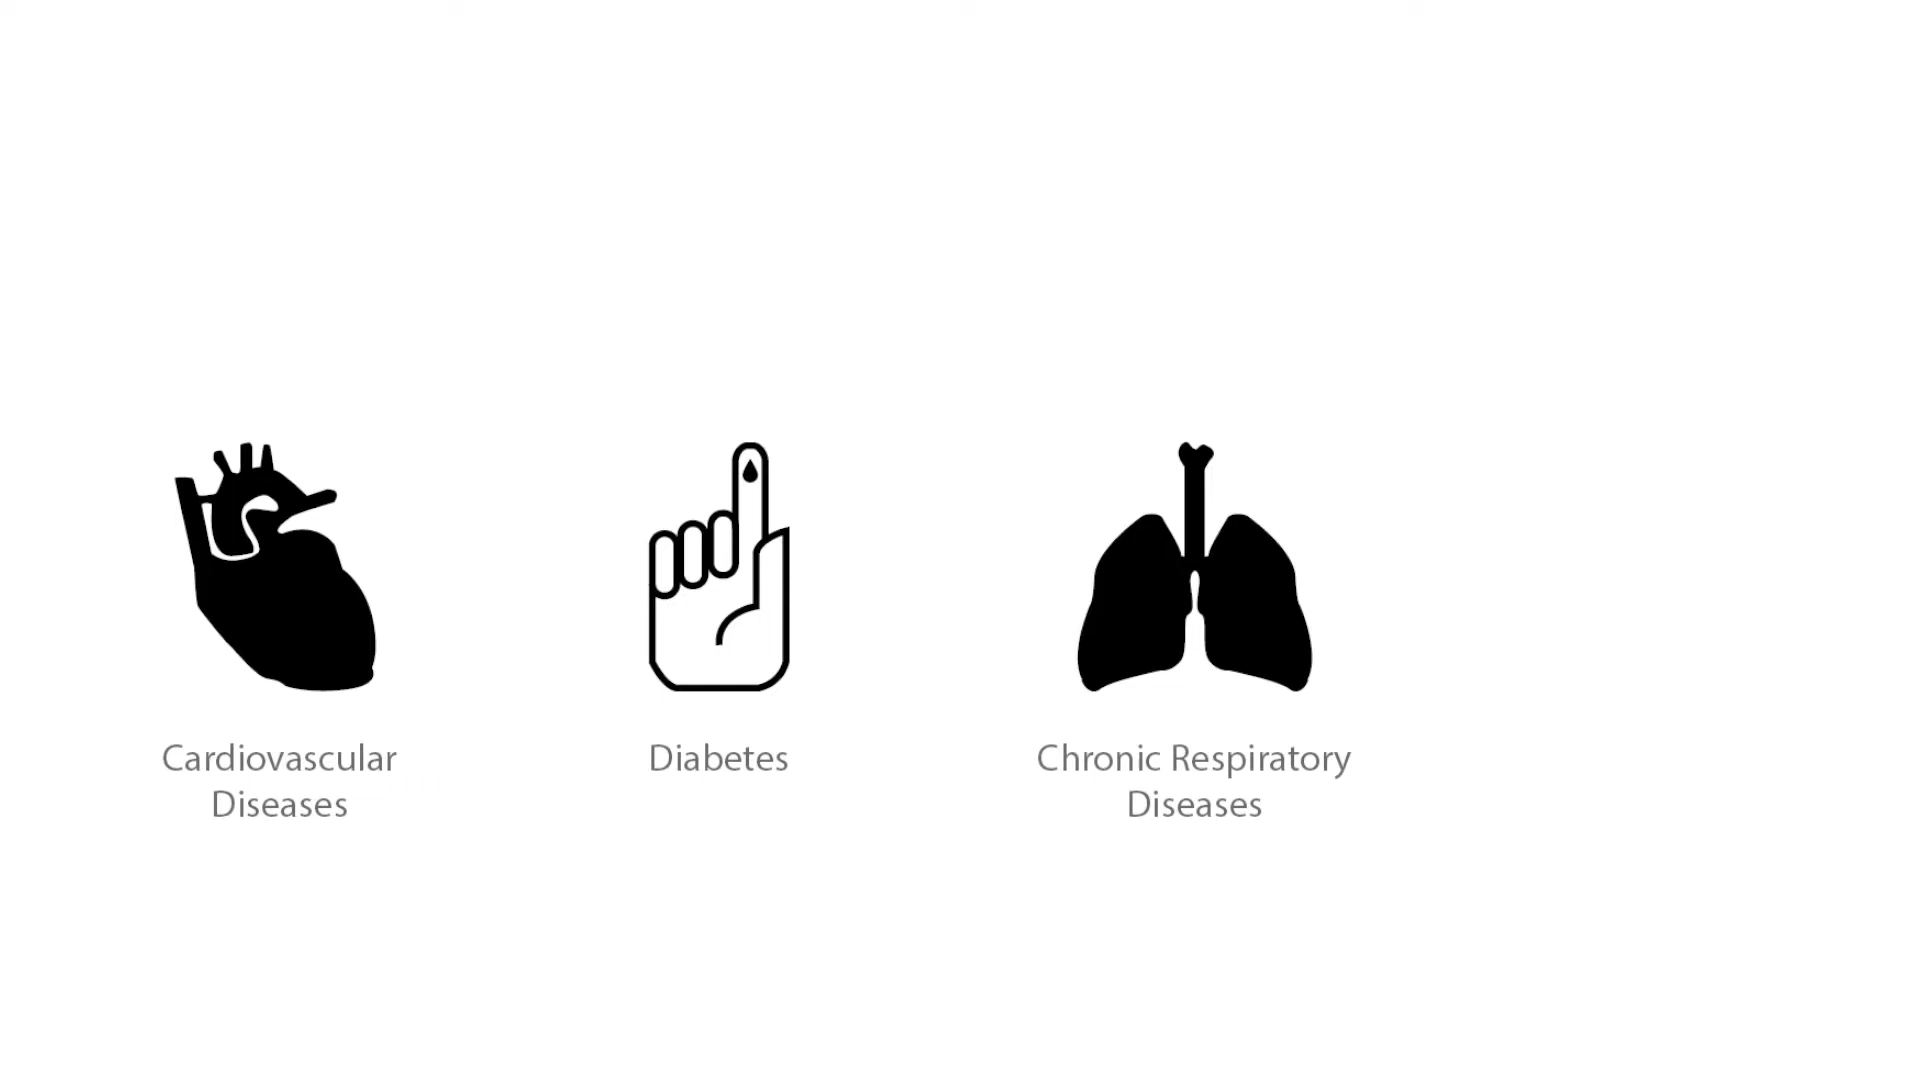 Cardiovascular
Diseases
Diabetes
Chronic Respiratory
Diseases